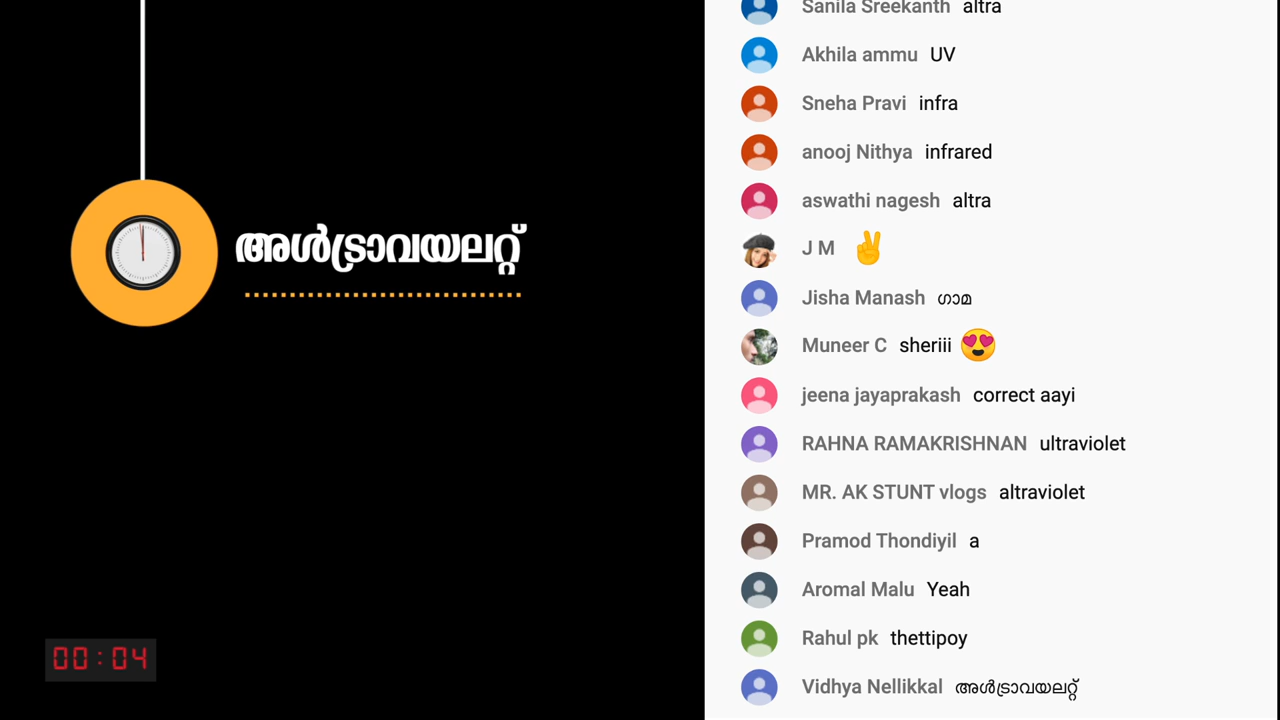 അൾട്രാവയലറ്റ്
00:04
Sanila Sreekanth altra
Akhila ammu UV
Sneha Pravi infra
anooj Nithya infrared
aswathi nagesh altra
J M ✌
Jisha Manash ഗാമ
Muneer C sheriii 😍
jeena jayaprakash correct aayi
RAHNA RAMAKRISHNAN ultraviolet
MR. AK STUNT vlogs altraviolet
Pramod Thondiyil a
Aromal Malu Yeah
Rahul pk thettipoy
Vidhya Nellikkal അൾട്രാവയലറ്റ്